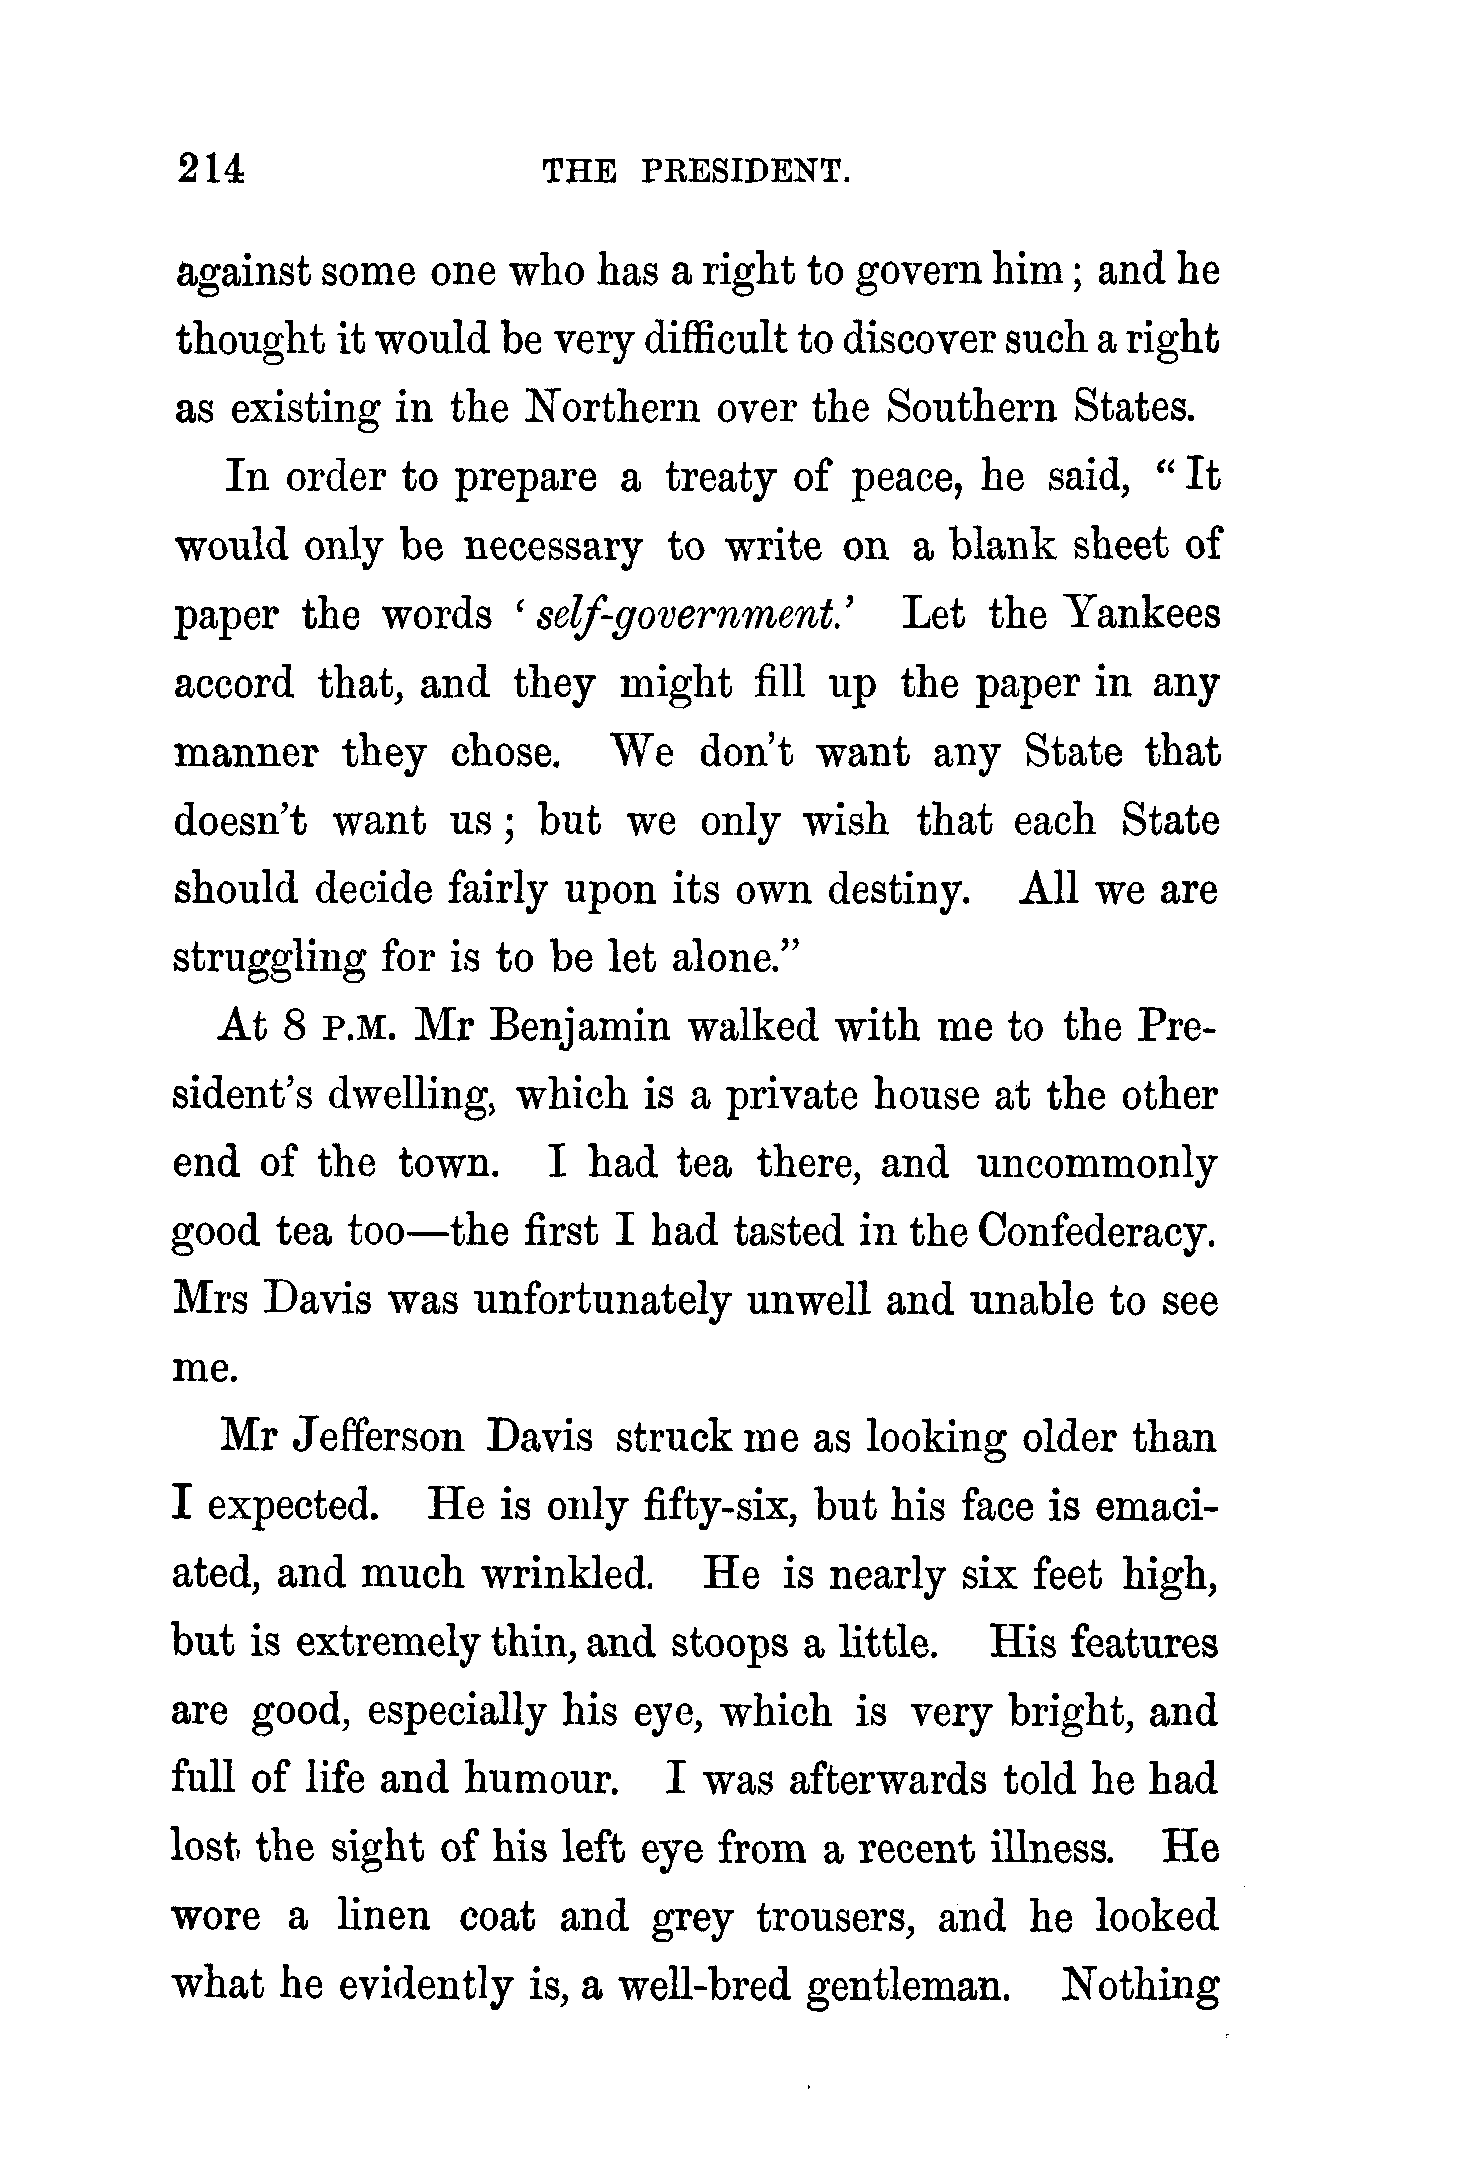 214 THE PRESIDENT.
against some one who has a right to govern him ; and he
thought it would be very difficult to discover such a right
as existing in the Northern over the Southern States.
In order to prepare a treaty of peace, he said, “ It
would only be necessary to write on a blank sheet of
paper the words ‘ self-government.’ Let the Yankees
accord that, and they might fill up the paper in any
manner they chose. We don’t want any State that
doesn’t want us ; but we only wish that each State
should decide fairly upon its own destiny. All we are
struggling for is to be let alone.”
At 8 P.M. Mr Benjamin walked with me to the Pre-
sident’s dwelling, which is a private house at the other
end of the town. I had tea there, and uncommonly
good tea too—the first I had tasted in the Confederacy.
Mrs Davis was unfortunately unwell and unable to see
me.
Mr Jefferson Davis struck me as looking older than
I expected. He is only fifty-six, but his face is emaci-
ated, and much wrinkled. He is nearly six feet high,
but is extremely thin, and stoops a little. His features
are good, especially his eye, which is very bright, and
full of life and humour. I was afterwards told he had
lost the sight of his left eye from a recent illness. He
wore a linen coat and grey trousers, and he looked
what he evidently is, a well-bred gentleman. Nothing